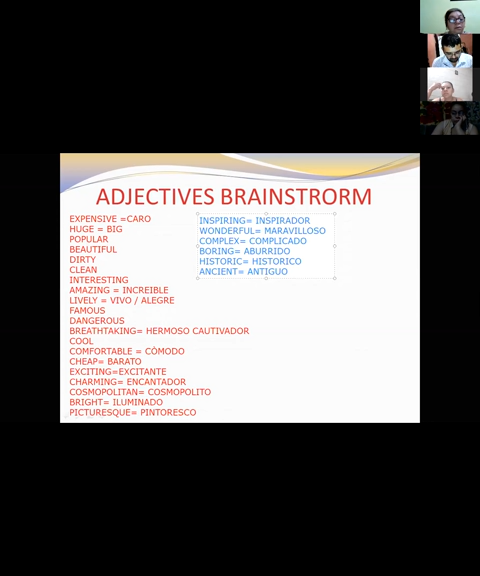 ADJECTIVES BRAINSTRORM
EXPENSIVE =CARO
HUGE = BIG
POPULAR
BEAUTIFUL
DIRTY
CLEAN
INTERESTING
AMAZING = INCREIBLE
LIVELY = VIVO / ALEGRE
FAMOUS
DANGEROUS
BREATHTAKING= HERMOSO CAUTIVADOR
COOL
COMFORTABLE = CÓMODO
CHEAP= BARATO
EXCITING=EXCITANTE
CHARMING= ENCANTADOR
COSMOPOLITAN= COSMOPOLITO
BRIGHT= ILUMINADO
PICTURESQUE= PINTORESCO
INSPIRING= INSPIRADOR
WONDERFUL= MARAVILLOSO
COMPLEX= COMPLICADO
BORING= ABURRIDO
HISTORIC= HISTORICO
ANCIENT= ANTIGUO